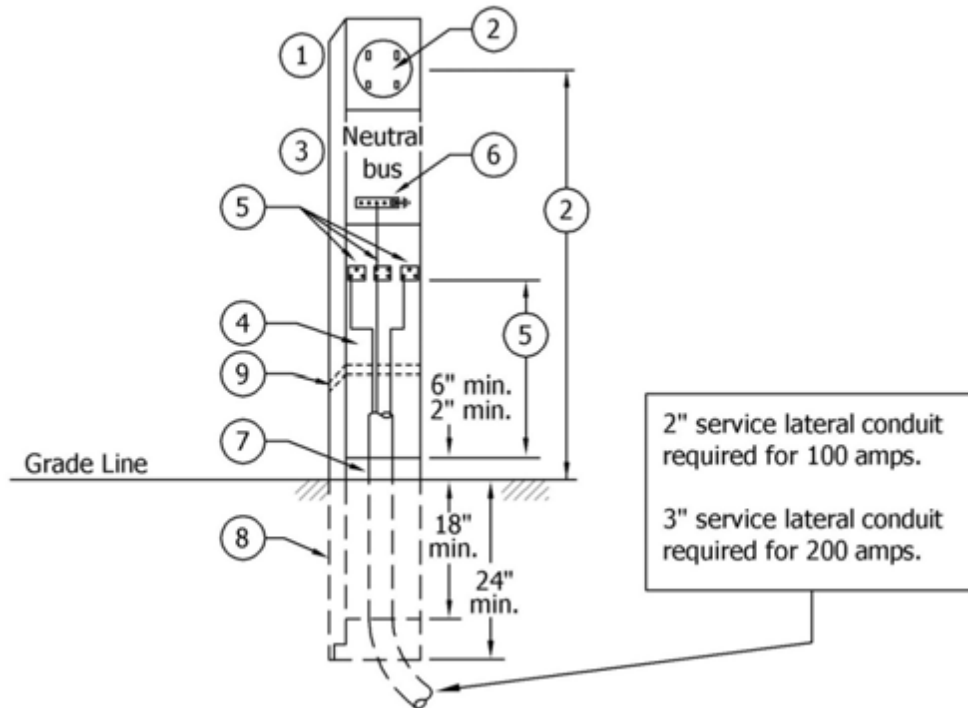 1
2
3
Neutral
bus
6
2
5
4
5
9
6" min.
2" min.
7
Grade Line
8
18"
min.
24"
min.
2" service lateral conduit
required for 100 amps.
3" service lateral conduit
required for 200 amps.